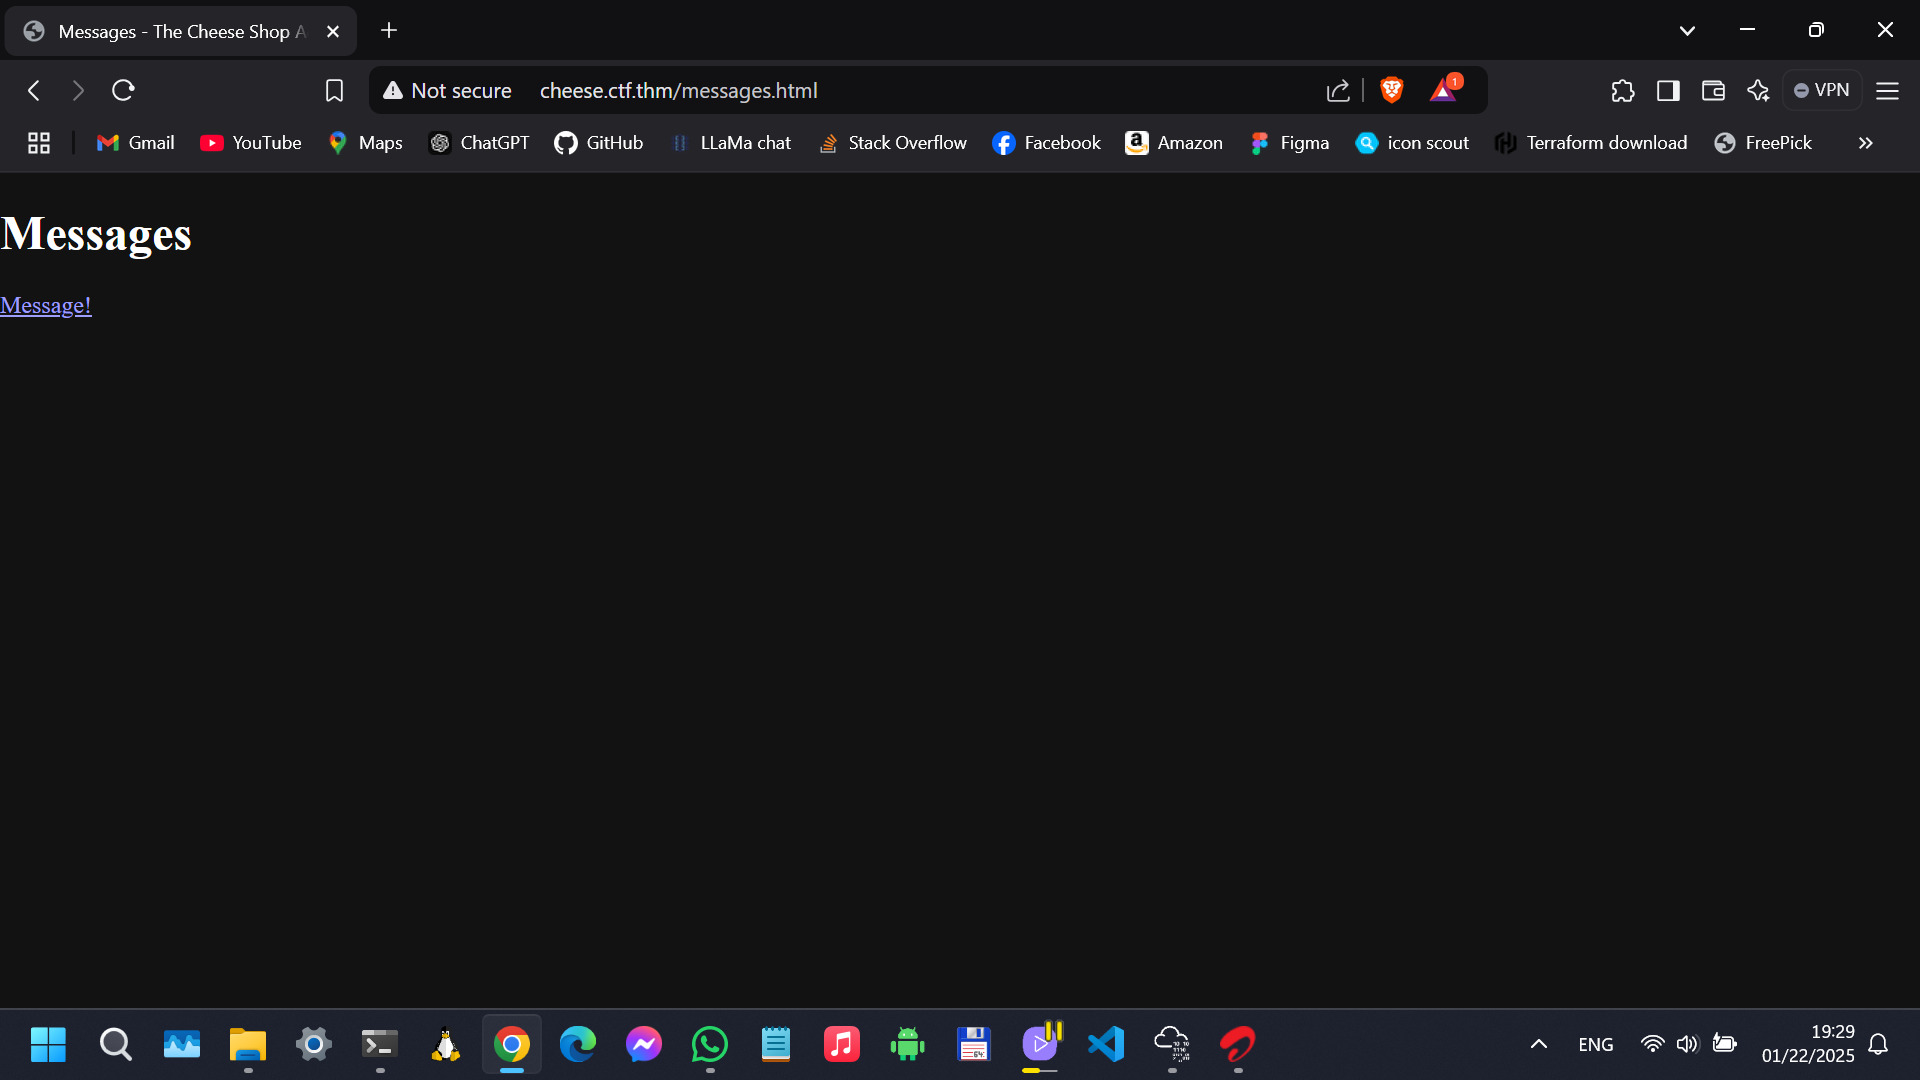 Messages - The Cheese Shop A
Not secure cheese.ctf.thm/messages.html
1
VPN
Gmail YouTube Maps ChatGPT GitHub LLaMa chat Stack Overflow Facebook Amazon Figma icon scout Terraform download FreePick
Messages
Message!
ENG
19:29
01/22/2025